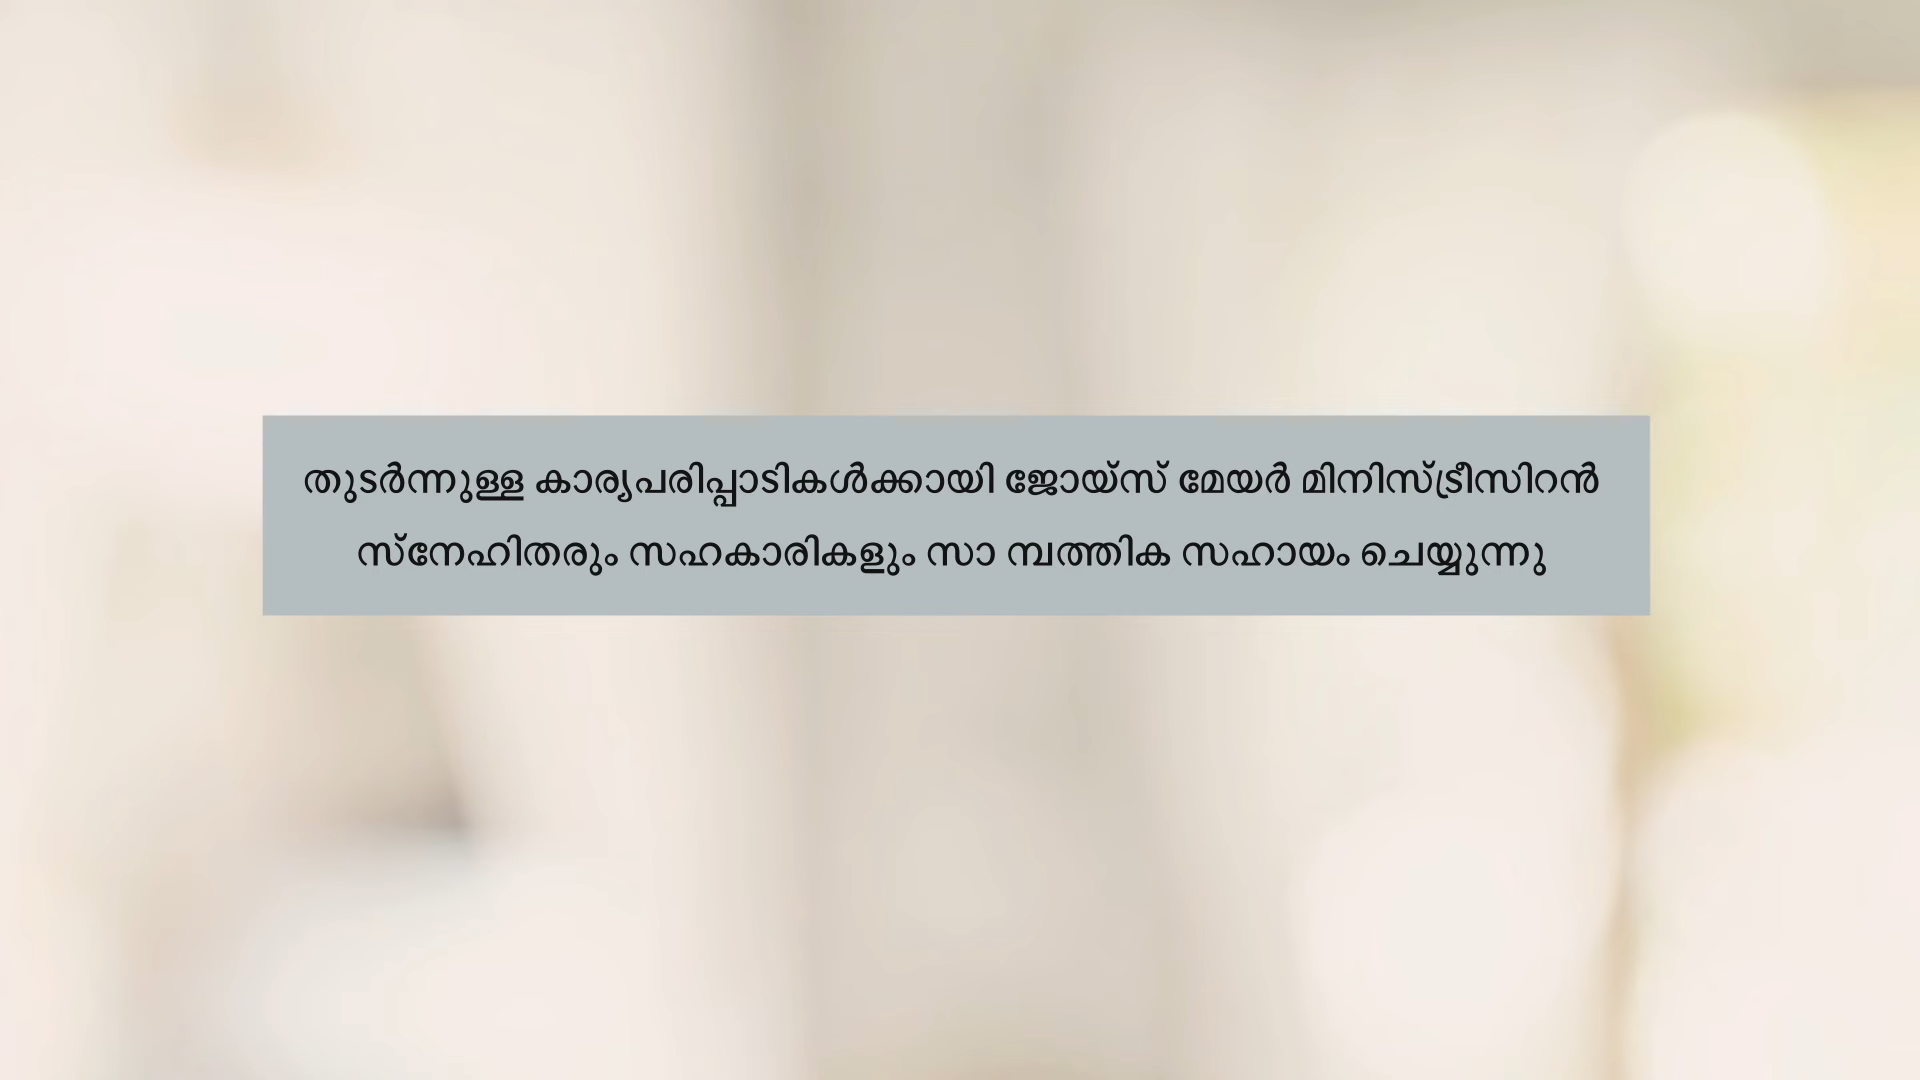 തുടർന്നുള്ള കാര്യപരിപ്പാടികൾക്കായി ജോയ്സ് മേയർ മിനിസ്ട്രീസിറൻ
സ്നേഹിതരും സഹകാരികളും സാ മ്പത്തിക സഹായം ചെയ്യുന്നു